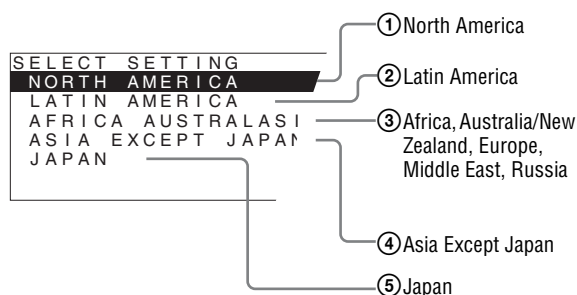 SELECT SETTING
NORTH AMERICA
LATIN AMERICA
AFRICA AUSTRALASI
ASIA EXCEPT JAPAN
JAPAN
①North America
②Latin America
③Africa, Australia/New
Zealand, Europe,
Middle East, Russia
④Asia Except Japan
⑤Japan